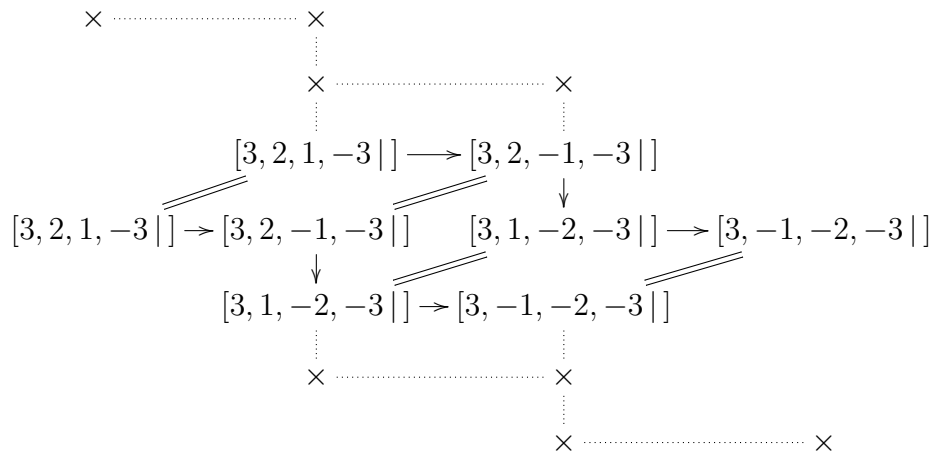 × ×
× ×
[3, 2, 1, −3 | ] [3, 2, −1, −3 | ]
[3, 2, 1, −3 | ] [3, 2, −1, −3 | ] [3, 1, −2, −3 | ] [3, −1, −2, −3 | ]
[3, 1, −2, −3 | ] [3, −1, −2, −3 | ]
× ×
× ×